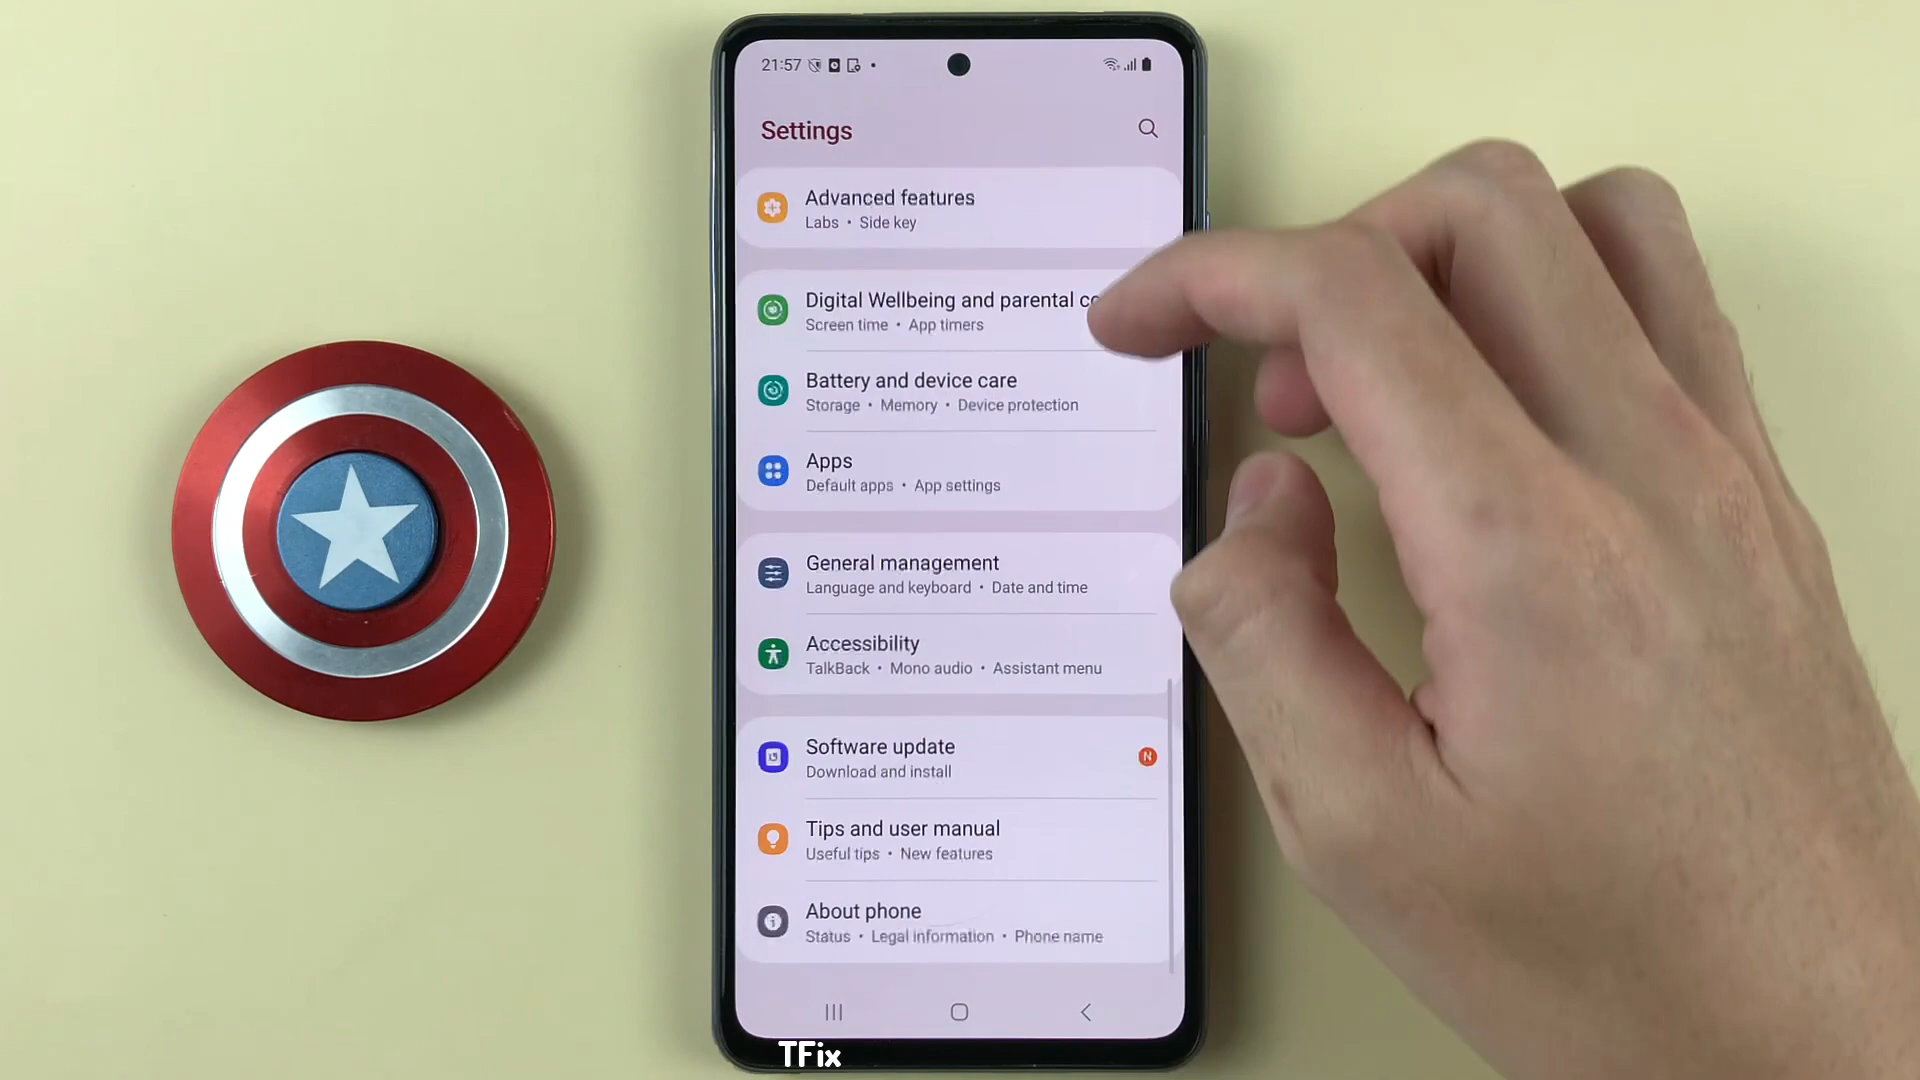 21:57
Settings
Advanced features
Labs • Side key
Digital Wellbeing and parental
Screen time • App timers
Battery and device care
Storage • Memory • Device protection
Apps
Default apps • App settings
General management
Language and keyboard • Date and time
Accessibility
TalkBack • Mono audio • Assistant menu
Software update
N
Download and install
Tips and user manual
Useful tips • New features
About phone
Status • Legal information • Phone name
TFix